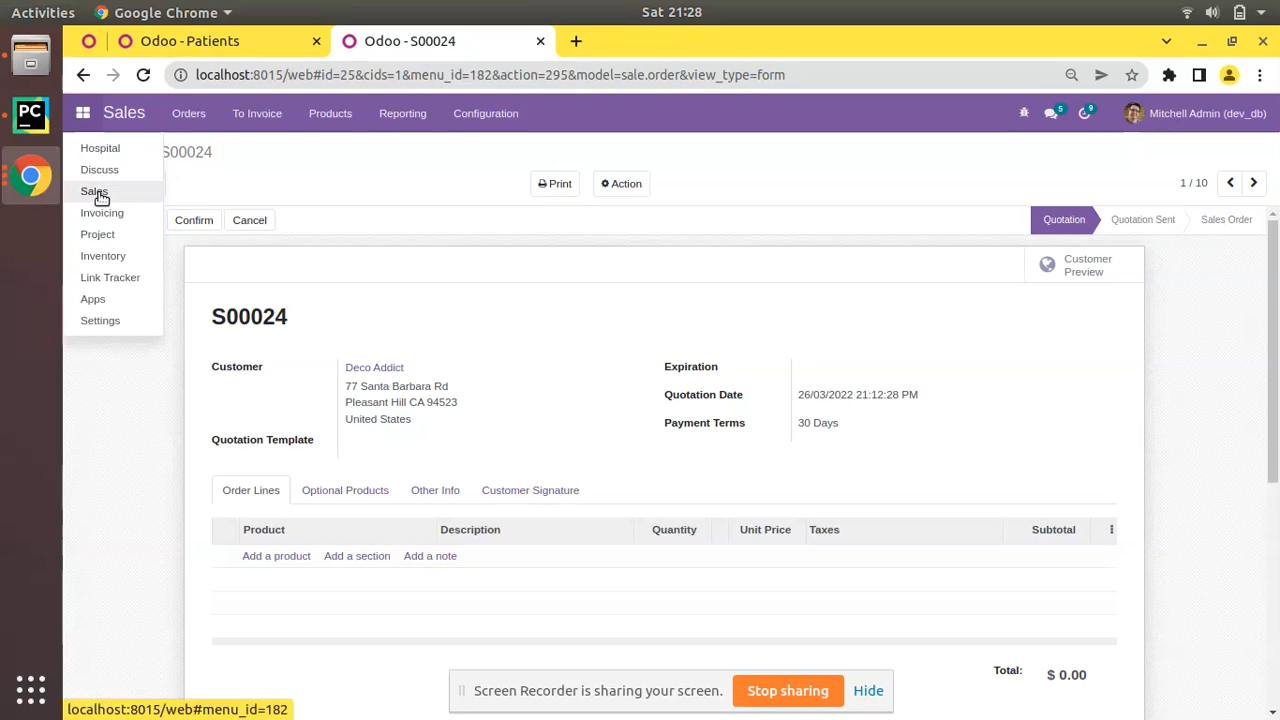 Activities Google Chrome Sat 21:28
Odoo - Patients Odoo - S00024
localhost:8015/web#id=25&cids=1&menu_id=182&action=295&model=sale.order&view_type=form
Sales Orders To Invoice Products Reporting Configuration 5 9 Mitchell Admin (dev_db)
PC
Hospital
Discuss
Sales
Invoicing
Project
Inventory
Link Tracker
Apps
Settings
S00024
Print Action 1 / 10
Confirm Cancel Quotation Quotation Sent Sales Order
Customer
Preview
S00024
Customer Deco Addict
77 Santa Barbara Rd
Pleasant Hill CA 94523
United States
Quotation Template
Expiration
Quotation Date 26/03/2022 21:12:28 PM
Payment Terms 30 Days
Order Lines Optional Products Other Info Customer Signature
Product Description Quantity Unit Price Taxes Subtotal
Add a product Add a section Add a note
Total: $ 0.00
Screen Recorder is sharing your screen. Stop sharing Hide
localhost:8015/web#menu_id=182